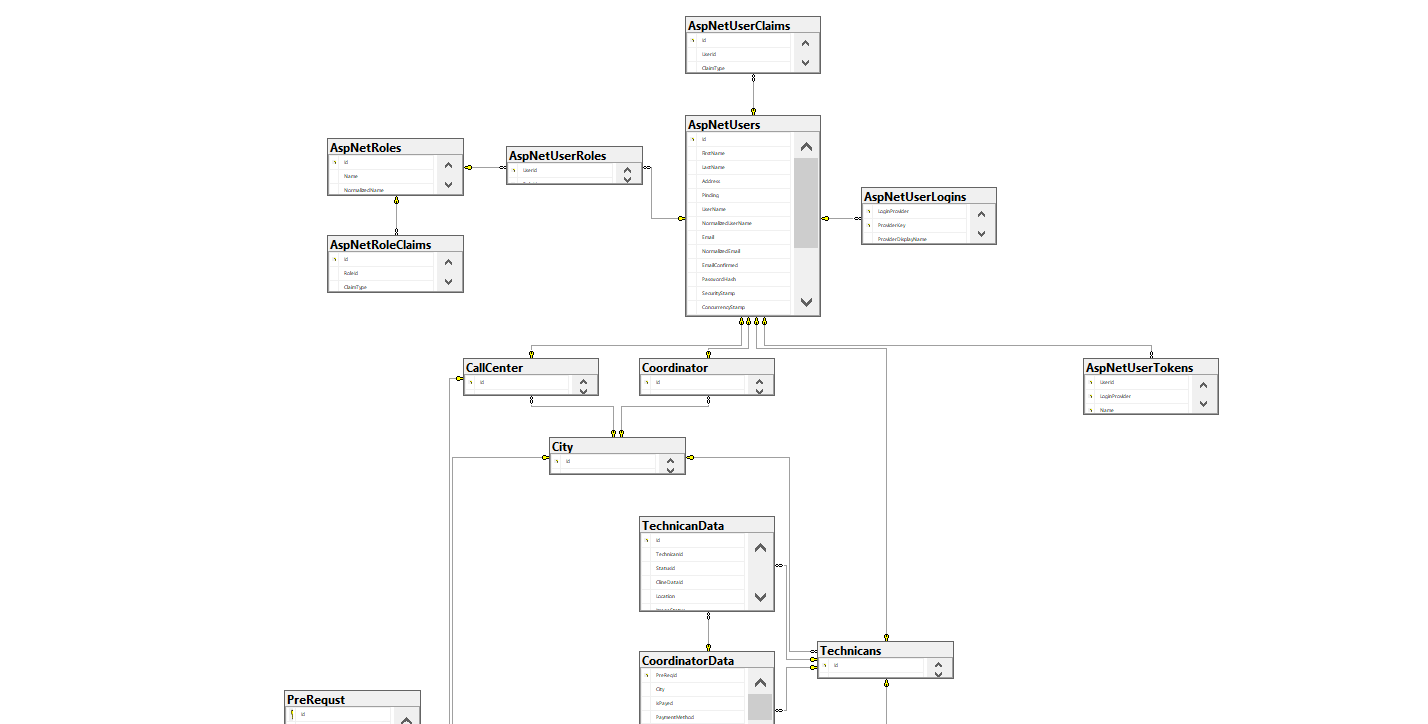 AspNetUserClaims
Id
UserId
ClaimType
AspNetUsers
Id
FirstName
LastName
Address
Pinding
UserName
NormalizedUserName
Email
NormalizedEmail
EmailConfirmed
PasswordHash
SecurityStamp
ConcurrencyStamp
AspNetRoles
Id
Name
NormalizedName
AspNetUserRoles
UserId
AspNetUserLogins
LoginProvider
ProviderKey
ProviderDisplayName
AspNetRoleClaims
Id
RoleId
ClaimType
CallCenter
Id
Coordinator
Id
AspNetUserTokens
UserId
LoginProvider
Name
City
Id
TechnicanData
Id
TechnicanId
StatusId
ClineDataId
Location
Technicans
Id
CoordinatorData
PreReqId
City
IsPayed
PaymentMethod
PreRequst
Id